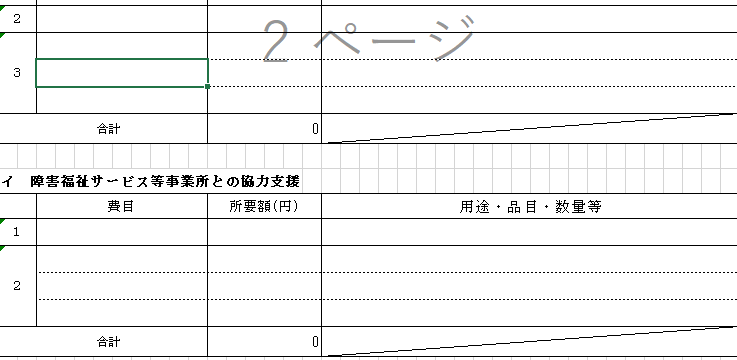 2
2 ページ
3
合計 0
イ 障害福祉サービス等事業所との協力支援
費目 所要額(円) 用途・品目・数量等
1
2
合計 0